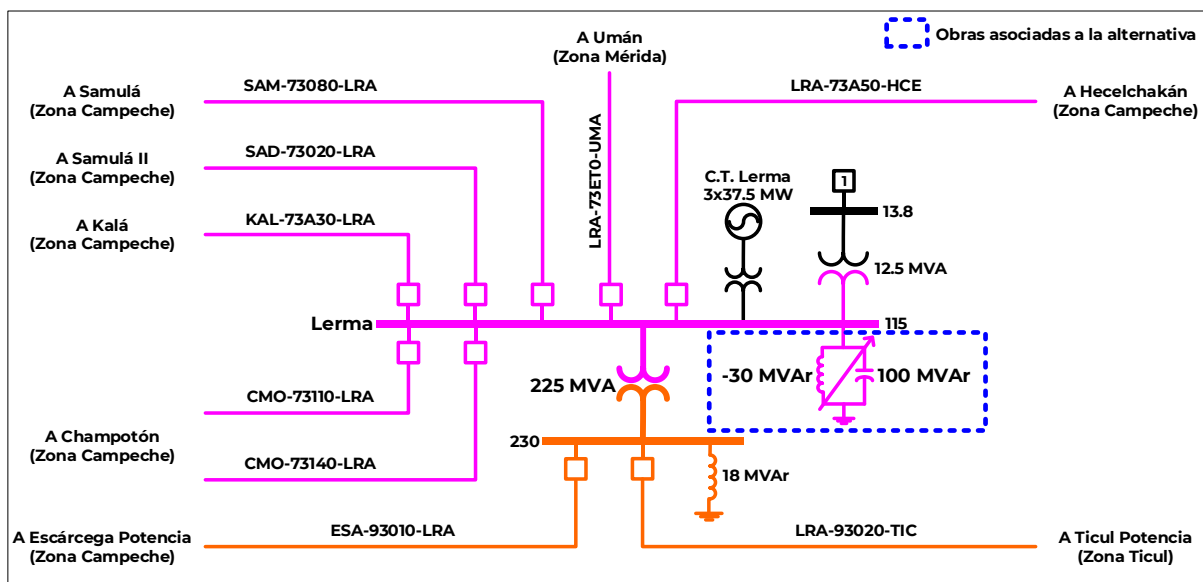 A Umán
(Zona Mérida)
Obras asociadas a la alternativa
A Samulá
(Zona Campeche)
SAM-73080-LRA
LRA-73A50-HCE
A Hecelchakán
(Zona Campeche)
A Samulá II
(Zona Campeche)
SAD-73020-LRA
LRA-73ET0-UMA
C.T. Lerma
3x37.5 MW
1
13.8
A Kalá
(Zona Campeche)
KAL-73A30-LRA
12.5 MVA
Lerma
115
225 MVA
-30 MVAr
100 MVAr
CMO-73110-LRA
A Champotón
(Zona Campeche)
230
CMO-73140-LRA
18 MVAr
A Escárcega Potencia
(Zona Campeche)
ESA-93010-LRA
LRA-93020-TIC
A Ticul Potencia
(Zona Ticul)